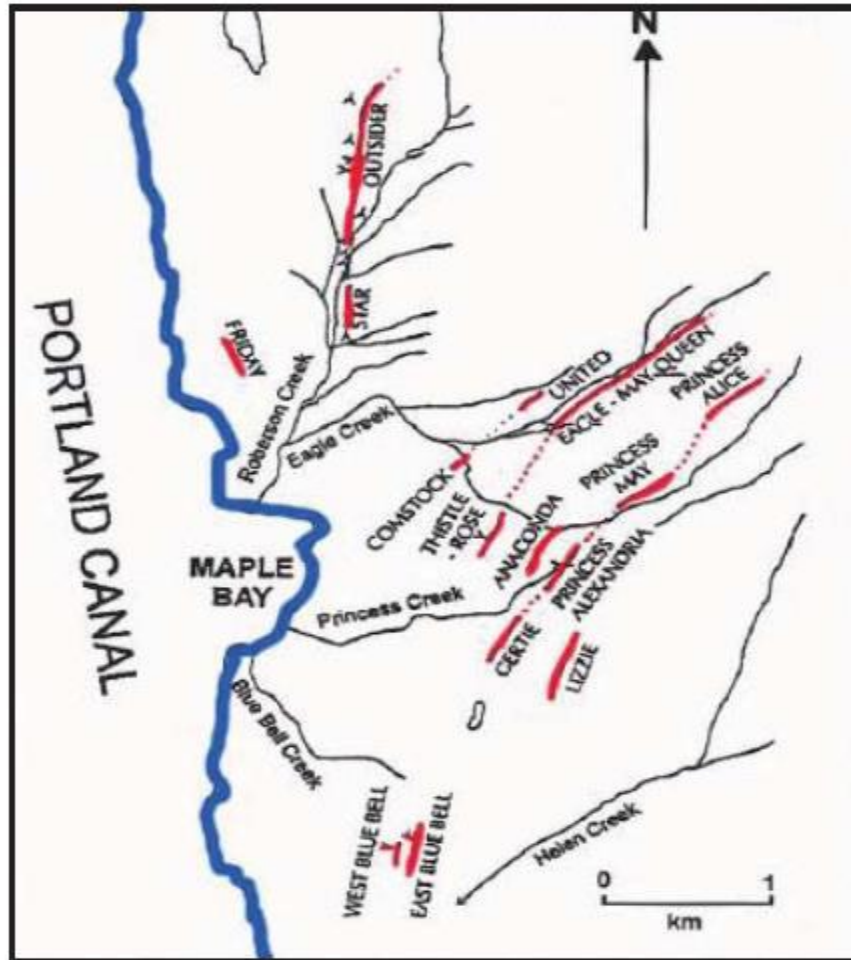 N
OUTSIDER
STAR
FRIDAY
PORTLAND CANAL
Roberson Creek
Eagle Creek
UNITED
EAGLE - MAY QUEEN
PRINCESS
ALICE
COMSTOCK
THISTLE
- ROSE
ANACONDA
PRINCESS
MAY
PRINCESS
ALEXANDRIA
MAPLE
BAY
Princess Creek
GERTIE
LIZZIE
Blue Bell Creek
WEST BLUE BELL
EAST BLUE BELL
Helen Creek
0 1
km